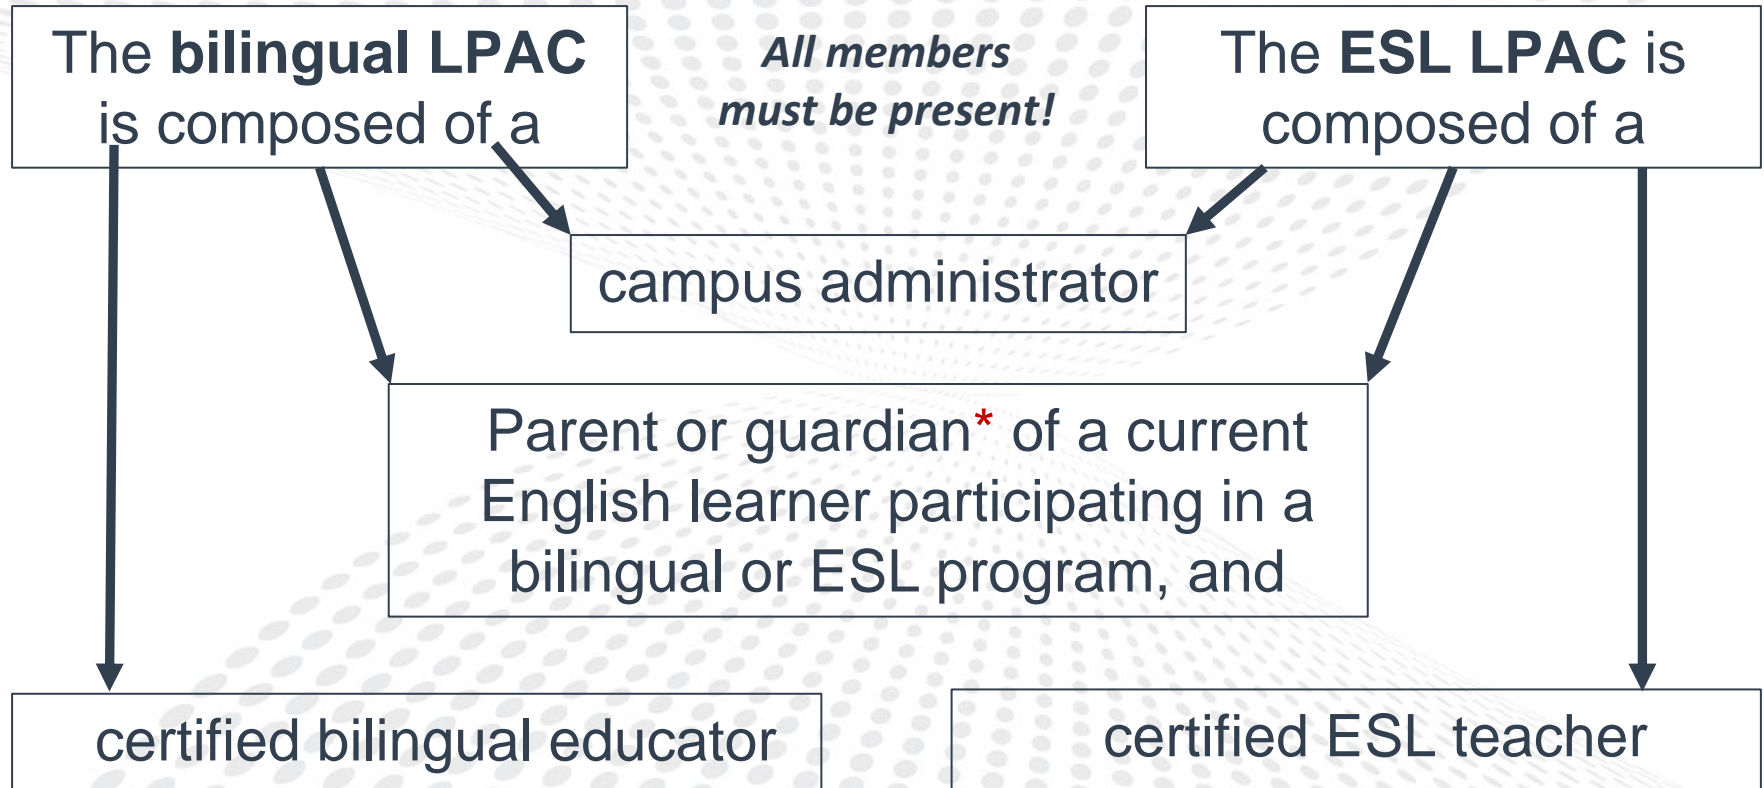 The bilingual LPAC
is composed of a
All members
must be present!
The ESL LPAC is
composed of a
campus administrator
Parent or guardian* of a current
English learner participating in a
bilingual or ESL program, and
certified bilingual educator
certified ESL teacher